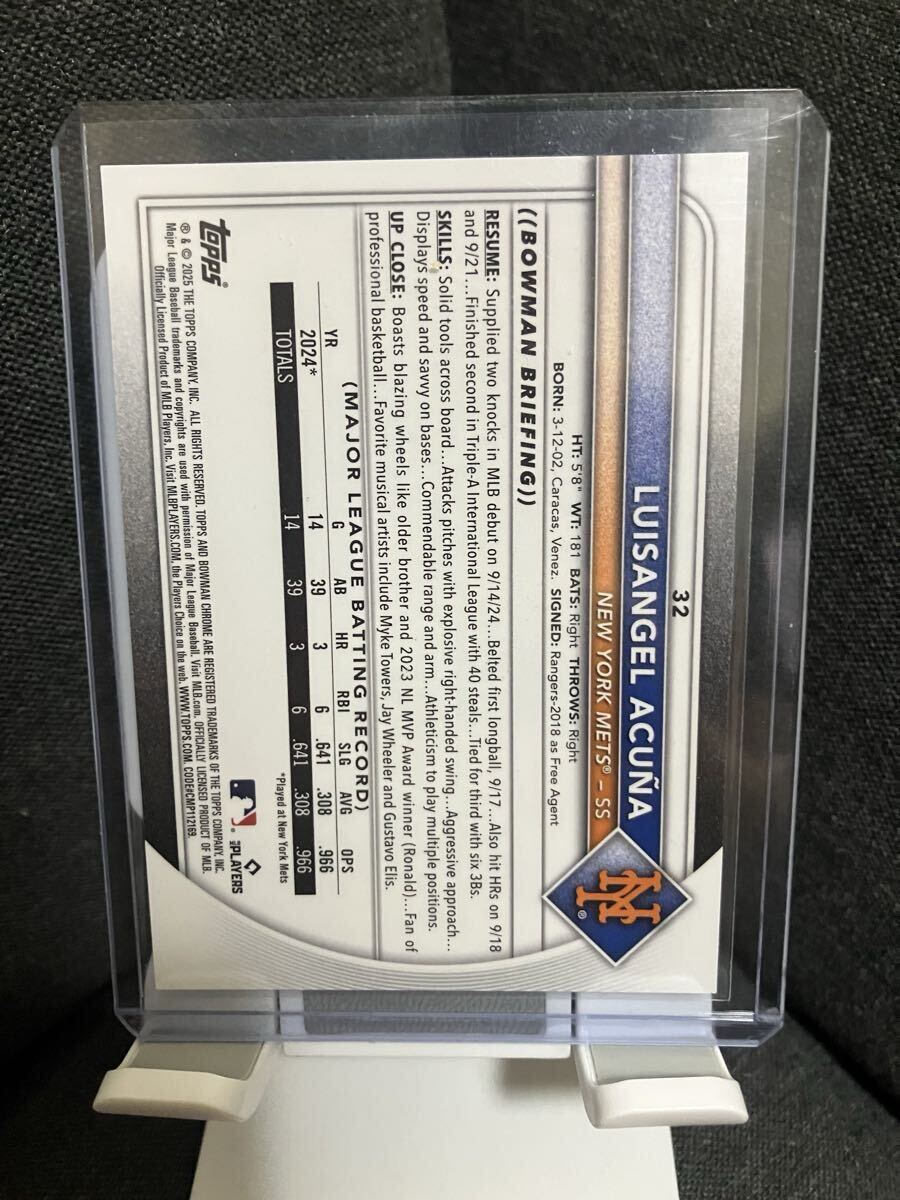 32
LUISANGEL ACUÑA
NEW YORK METS® – SS
HT: 5'8" WT: 181 BATS: Right THROWS: Right
BORN: 3-12-02, Caracas, Venez. SIGNED: Rangers-2018 as Free Agent
((BOWMAN BRIEFING))
RESUME: Supplied two knocks in MLB debut on 9/14/24...Belted first longball, 9/17...Also hit HRs on 9/18
and 9/21...Finished second in Triple-A International League with 40 steals...Tied for third with six 3Bs.
SKILLS: Solid tools across board...Attacks pitches with explosive right-handed swing...Aggressive approach...
Displays speed and savvy on bases...Commendable range and arm...Athleticism to play multiple positions.
UP CLOSE: Boasts blazing wheels like older brother and 2023 NL MVP Award winner (Ronald)...Fan of
professional basketball...Favorite musical artists include Myke Towers, Jay Wheeler and Gustavo Elis.
(MAJOR LEAGUE BATTING RECORD)
YR G AB HR RBI SLG AVG OPS
2024* 14 39 3 6 .641 .308 .966
TOTALS 14 39 3 6 .641 .308 .966
*Played at New York Mets
topps®
MLB PLAYERS
® & © 2025 THE TOPPS COMPANY, INC. ALL RIGHTS RESERVED. TOPPS AND BOWMAN CHROME ARE REGISTERED TRADEMARKS OF THE TOPPS COMPANY, INC.
Major League Baseball trademarks and copyrights are used with permission of Major League Baseball. Visit MLB.com. OFFICIALLY LICENSED PRODUCT OF MLB
Officially Licensed Product of MLB Players, Inc. Visit MLBPLAYERS.COM, the Players Choice on the web. WWW.TOPPS.COM. CODE#CMP112169.